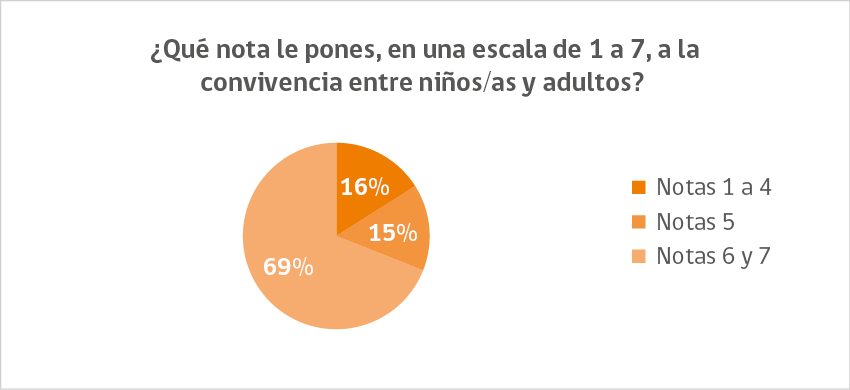 ¿Qué nota le pones, en una escala de 1 a 7, a la
convivencia entre niños/as y adultos?
16%
15%
69%
Notas 1 a 4
Notas 5
Notas 6 y 7